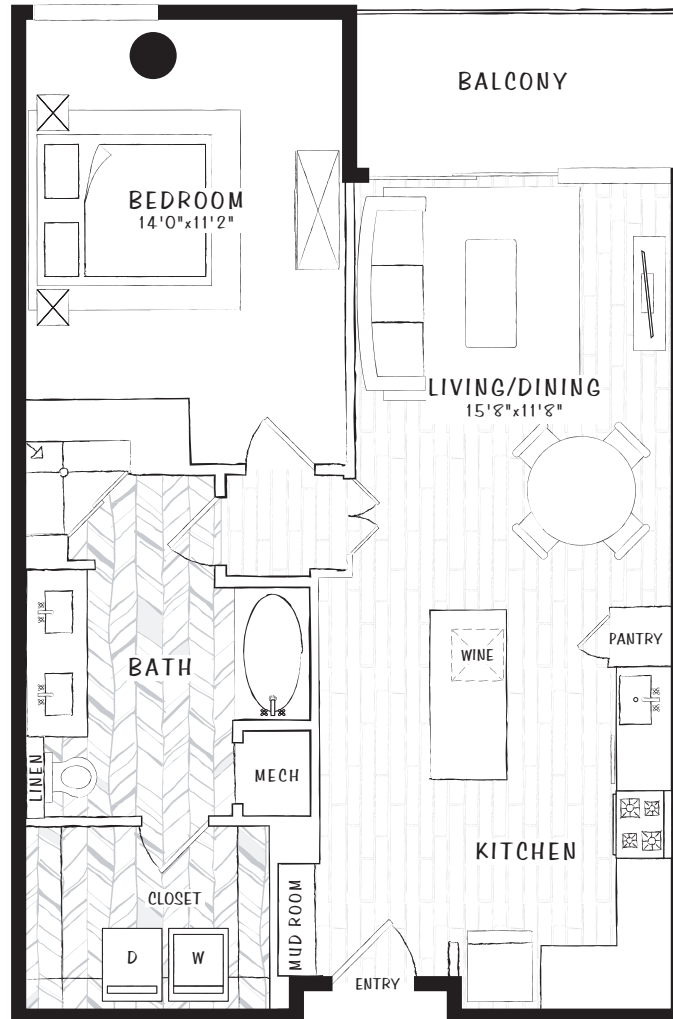 BALCONY
BEDROOM
14'0"x11'2"
LIVING/DINING
15'8"x11'8"
PANTRY
WINE
BATH
LINEN
MECH
KITCHEN
CLOSET
MUD ROOM
D
W
ENTRY